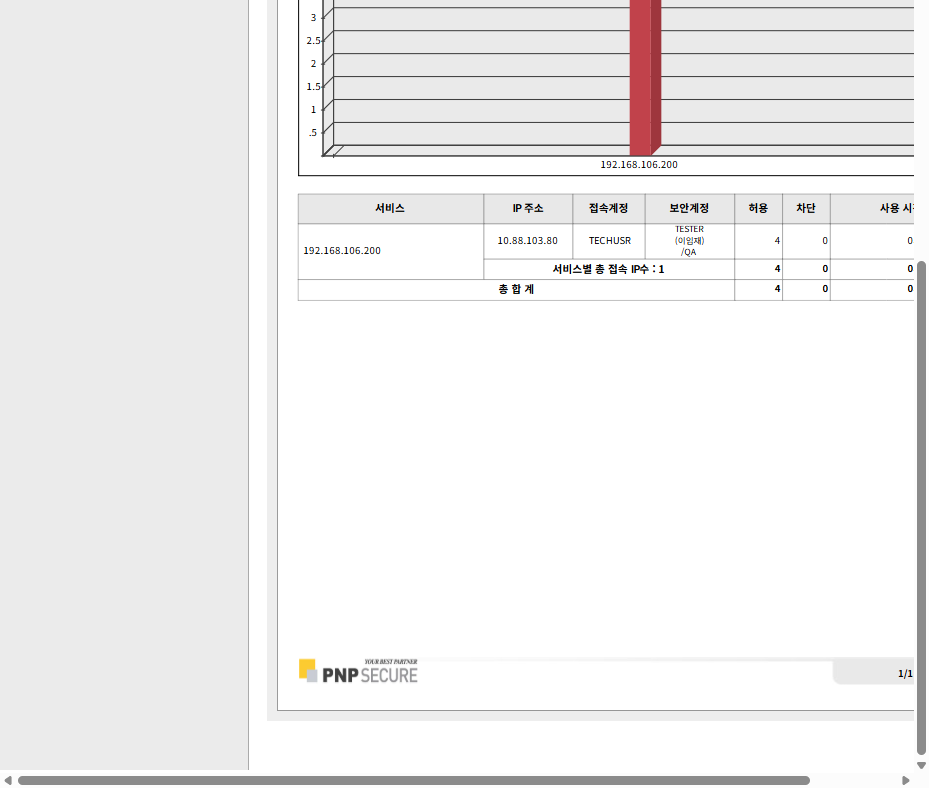 3
2.5
2
1.5
1
.5
192.168.106.200
서비스 IP 주소 접속계정 보안계정 허용 차단 사용 시
192.168.106.200 10.88.103.80 TECHUSR TESTER
(이임재)
/QA 4 0 0
서비스별 총 접속 IP수 : 1 4 0 0
총 합 계 4 0 0
YOUR BEST PARTNER
PNP SECURE
1/1